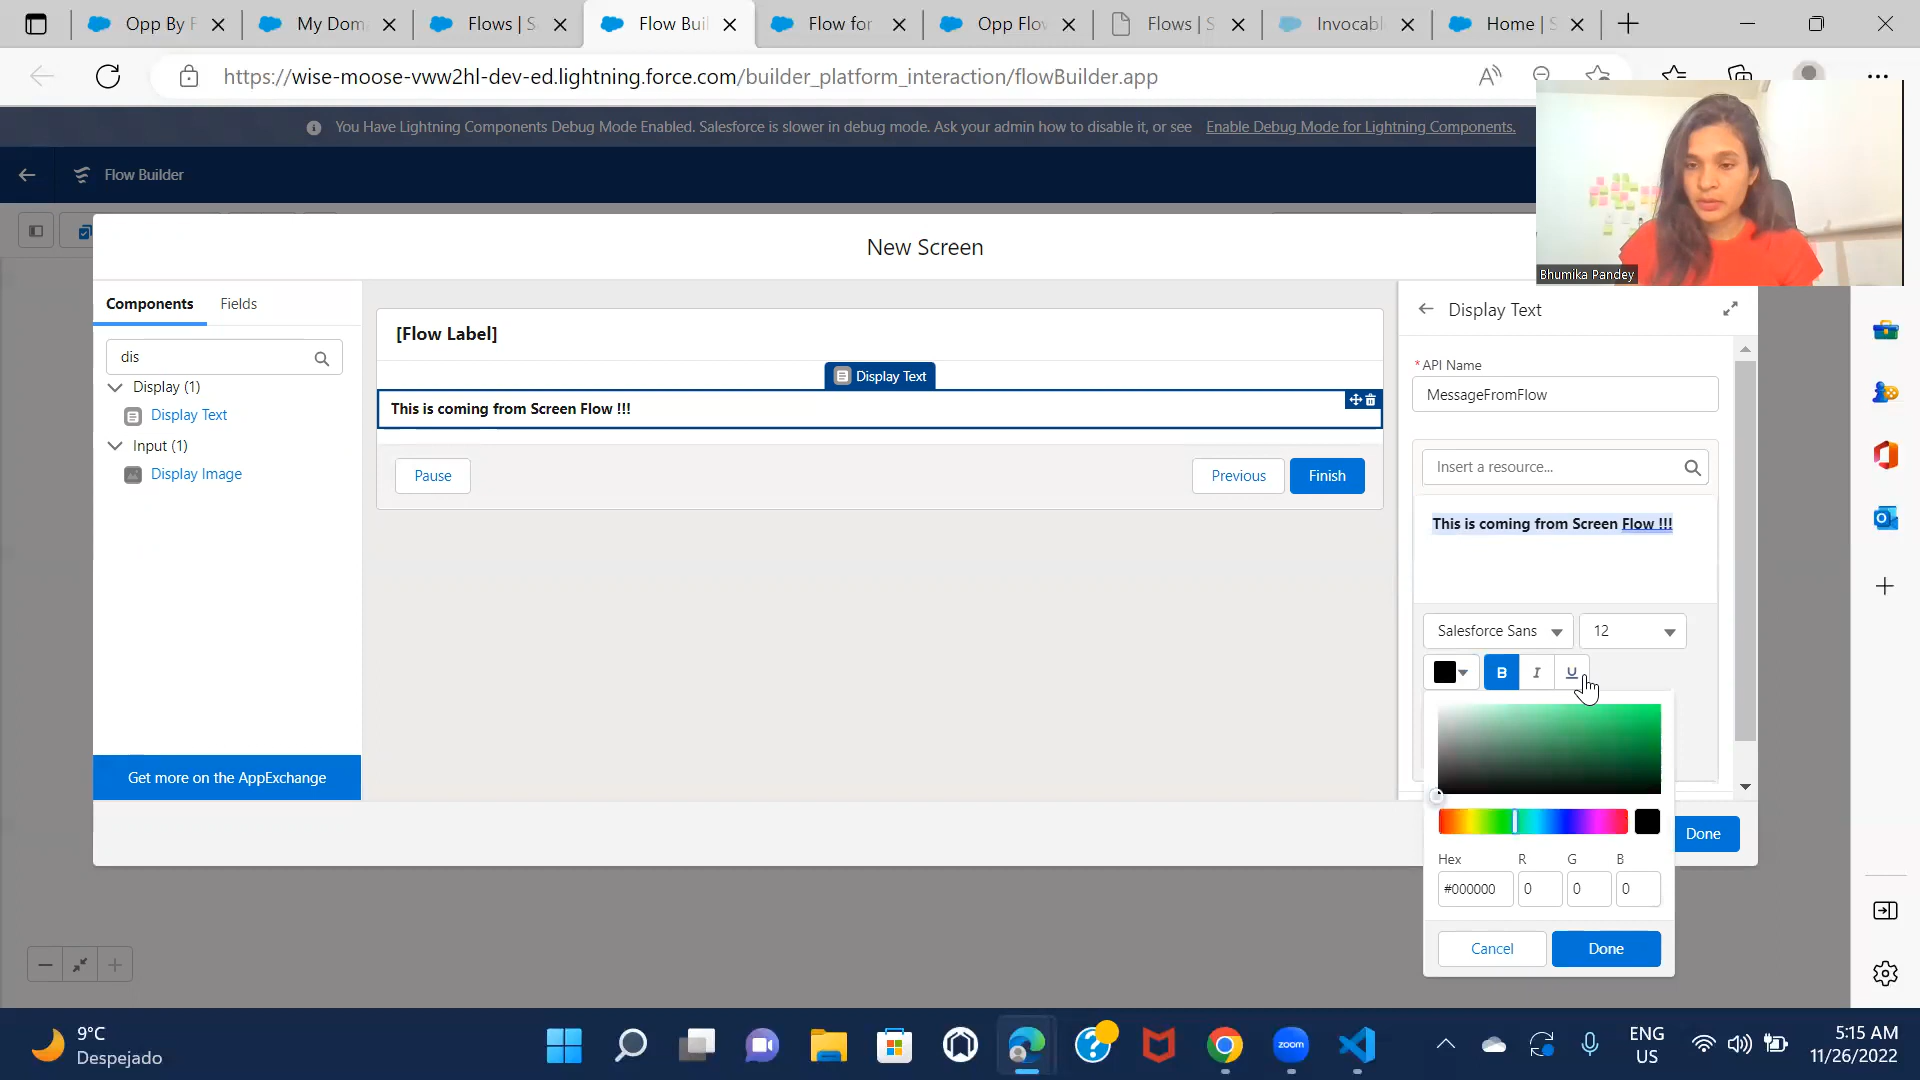 Opp By F
My Dom
Flows | S
Flow Buil
Flow for
Opp Flow
Flows | S
Invocabl
Home | S
https://wise-moose-vww2hl-dev-ed.lightning.force.com/builder_platform_interaction/flowBuilder.app
You Have Lightning Components Debug Mode Enabled. Salesforce is slower in debug mode. Ask your admin how to disable it, or see Enable Debug Mode for Lightning Components.
Flow Builder
Bhumika Pandey
New Screen
Components
Fields
dis
Display (1)
Display Text
Input (1)
Display Image
Get more on the AppExchange
[Flow Label]
Display Text
This is coming from Screen Flow !!!
Pause
Previous
Finish
Display Text
* API Name
MessageFromFlow
Insert a resource...
This is coming from Screen Flow !!!
Salesforce Sans
12
B
I
U
Hex
R
G
B
#000000
0
0
0
Cancel
Done
Done
9°C
Despejado
zoom
ENG
US
5:15 AM
11/26/2022